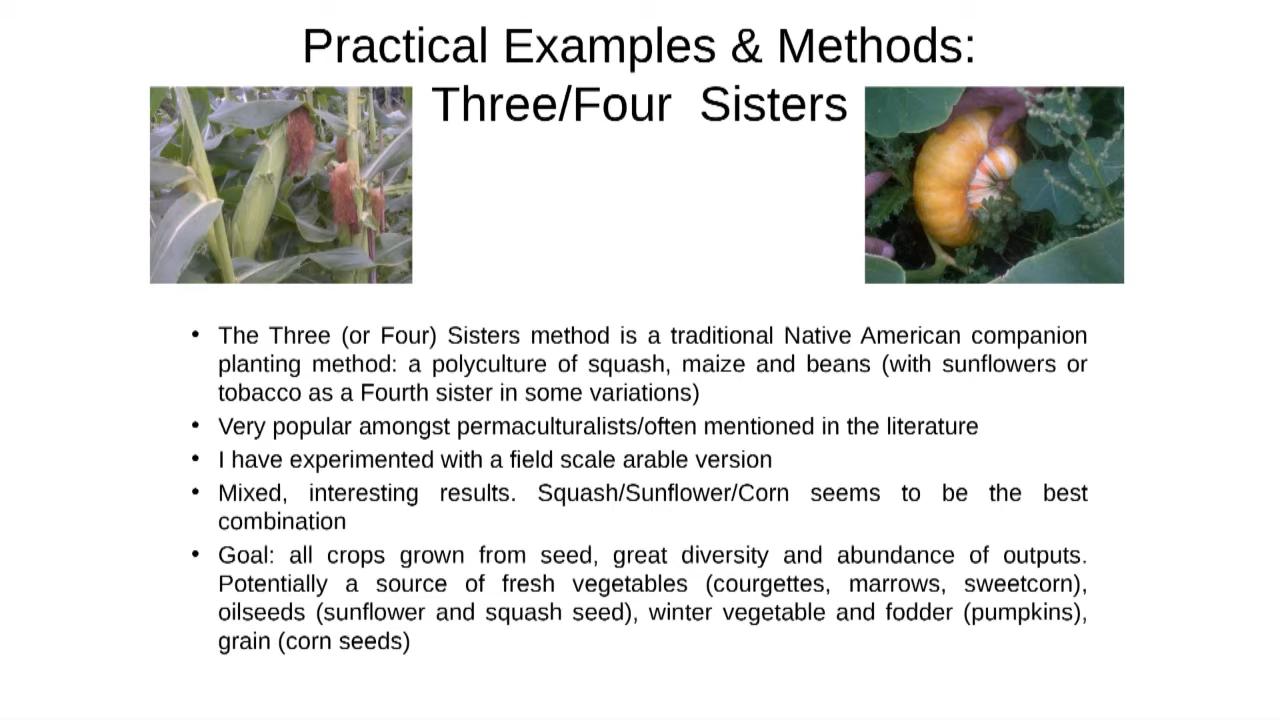 Practical Examples & Methods:
Three/Four Sisters
• The Three (or Four) Sisters method is a traditional Native American companion
planting method: a polyculture of squash, maize and beans (with sunflowers or
tobacco as a Fourth sister in some variations)
• Very popular amongst permaculturalists/often mentioned in the literature
• I have experimented with a field scale arable version
• Mixed, interesting results. Squash/Sunflower/Corn seems to be the best
combination
• Goal: all crops grown from seed, great diversity and abundance of outputs.
Potentially a source of fresh vegetables (courgettes, marrows, sweetcorn),
oilseeds (sunflower and squash seed), winter vegetable and fodder (pumpkins),
grain (corn seeds)